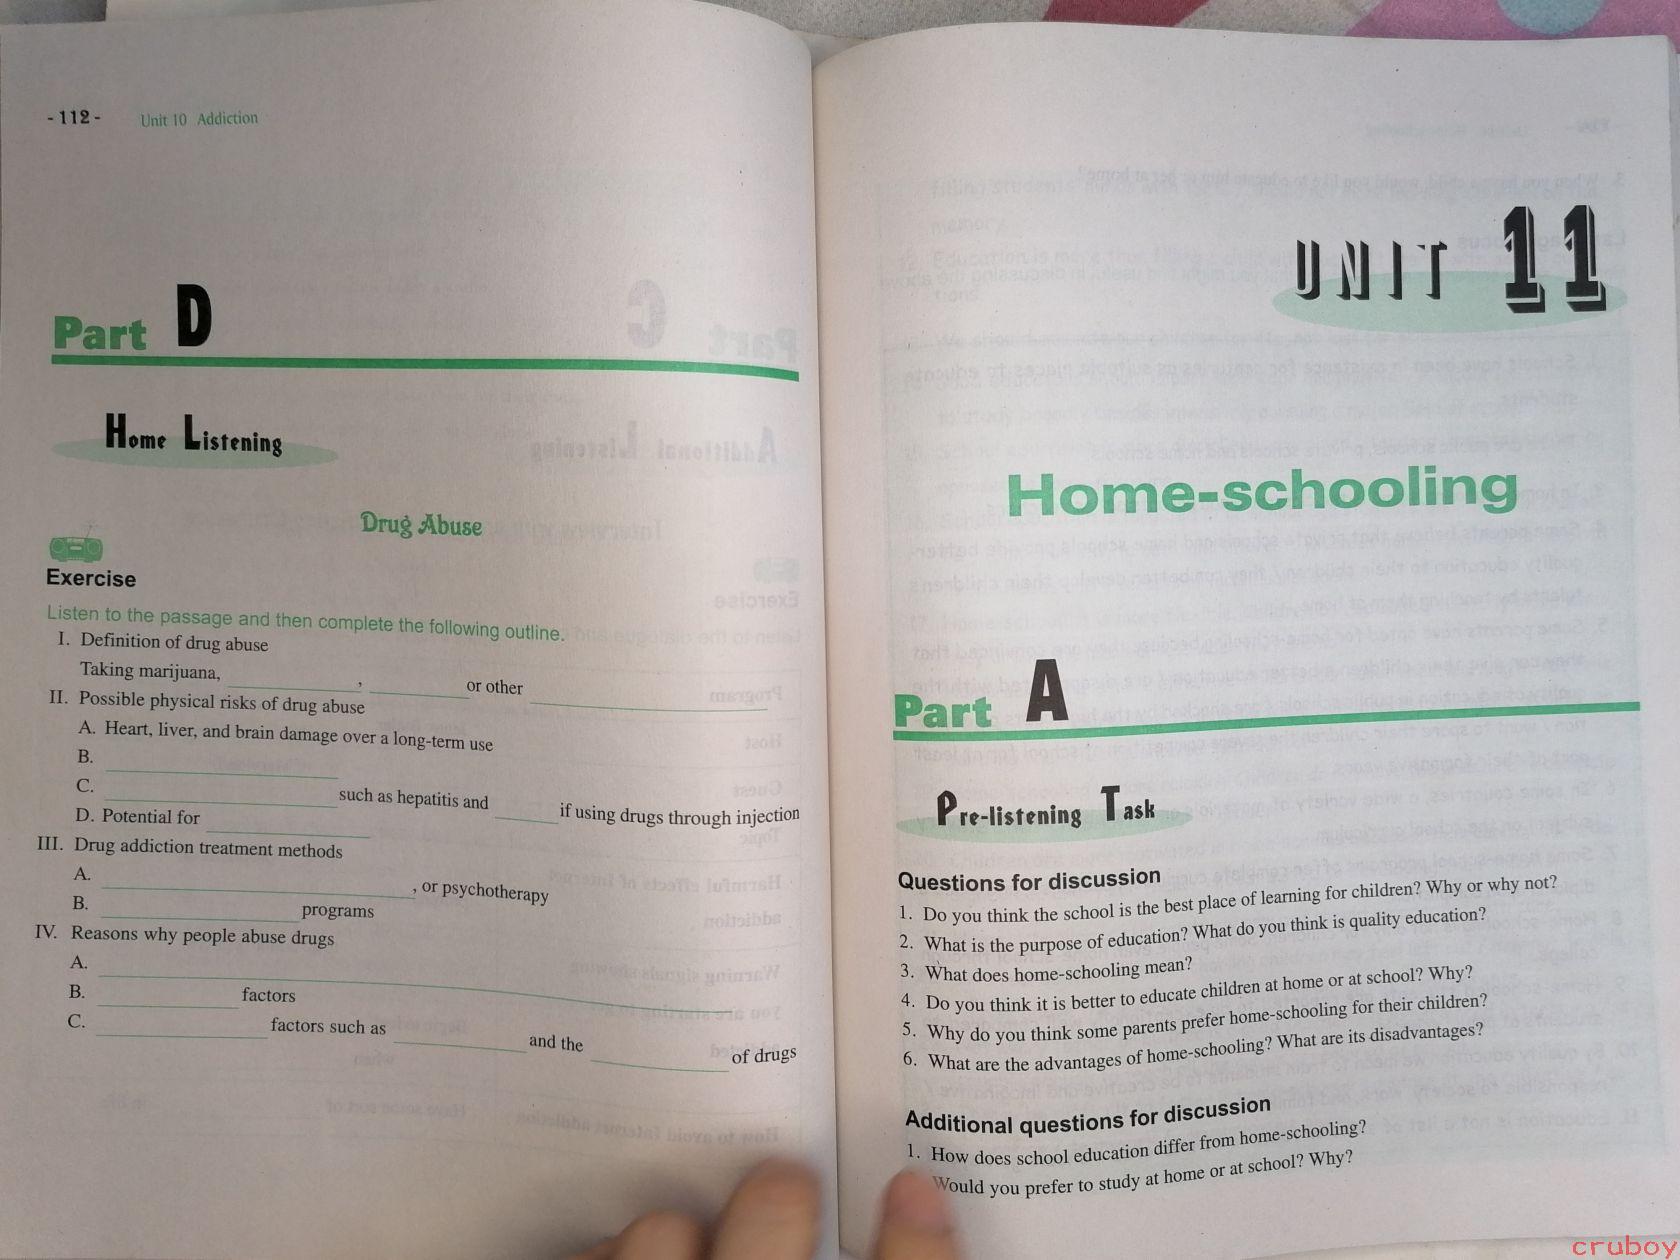 - 112 - Unit 10 Addiction
Part D
Home Listening
Drug Abuse
Exercise
Listen to the passage and then complete the following outline.
I. Definition of drug abuse
Taking marijuana, , or other
II. Possible physical risks of drug abuse
A. Heart, liver, and brain damage over a long-term use
B.
C. such as hepatitis and if using drugs through injection
D. Potential for
III. Drug addiction treatment methods
A. , or psychotherapy
B. programs
IV. Reasons why people abuse drugs
A.
B. factors
C. factors such as and the of drugs
UNIT 11
Home-schooling
Part A
Pre-listening Task
Questions for discussion
1. Do you think the school is the best place of learning for children? Why or why not?
2. What is the purpose of education? What do you think is quality education?
3. What does home-schooling mean?
4. Do you think it is better to educate children at home or at school? Why?
5. Why do you think some parents prefer home-schooling for their children?
6. What are the advantages of home-schooling? What are its disadvantages?
Additional questions for discussion
1. How does school education differ from home-schooling?
Would you prefer to study at home or at school? Why?
cruboy